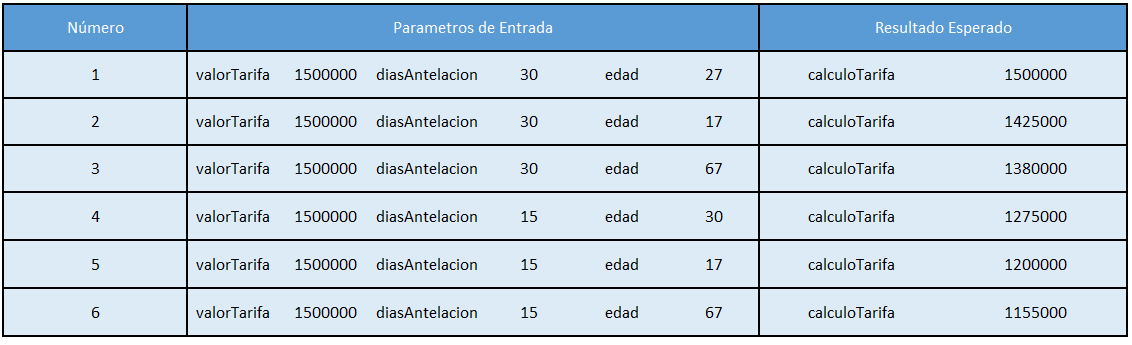 Número Parametros de Entrada Resultado Esperado
1 valorTarifa 1500000 diasAntelacion 30 edad 27 calculoTarifa 1500000
2 valorTarifa 1500000 diasAntelacion 30 edad 17 calculoTarifa 1425000
3 valorTarifa 1500000 diasAntelacion 30 edad 67 calculoTarifa 1380000
4 valorTarifa 1500000 diasAntelacion 15 edad 30 calculoTarifa 1275000
5 valorTarifa 1500000 diasAntelacion 15 edad 17 calculoTarifa 1200000
6 valorTarifa 1500000 diasAntelacion 15 edad 67 calculoTarifa 1155000